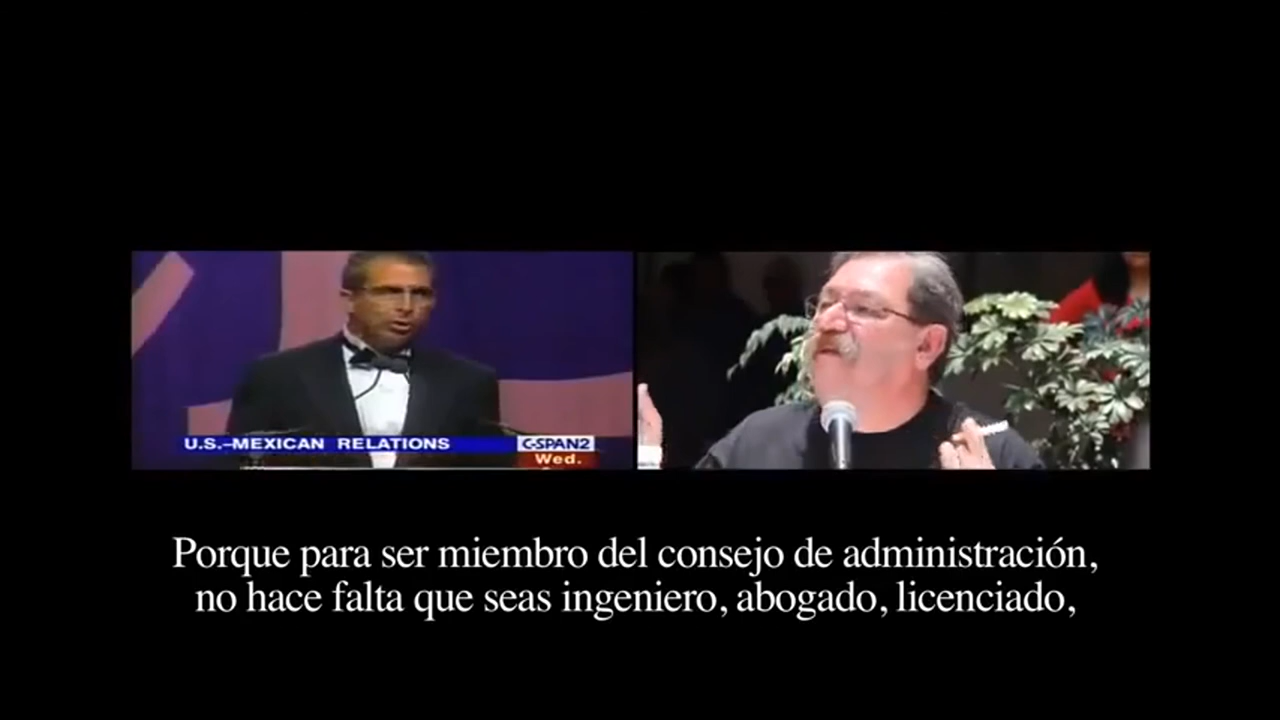 U.S.-MEXICAN RELATIONS
C-SPAN2
Wed.
Porque para ser miembro del consejo de administración,
no hace falta que seas ingeniero, abogado, licenciado,